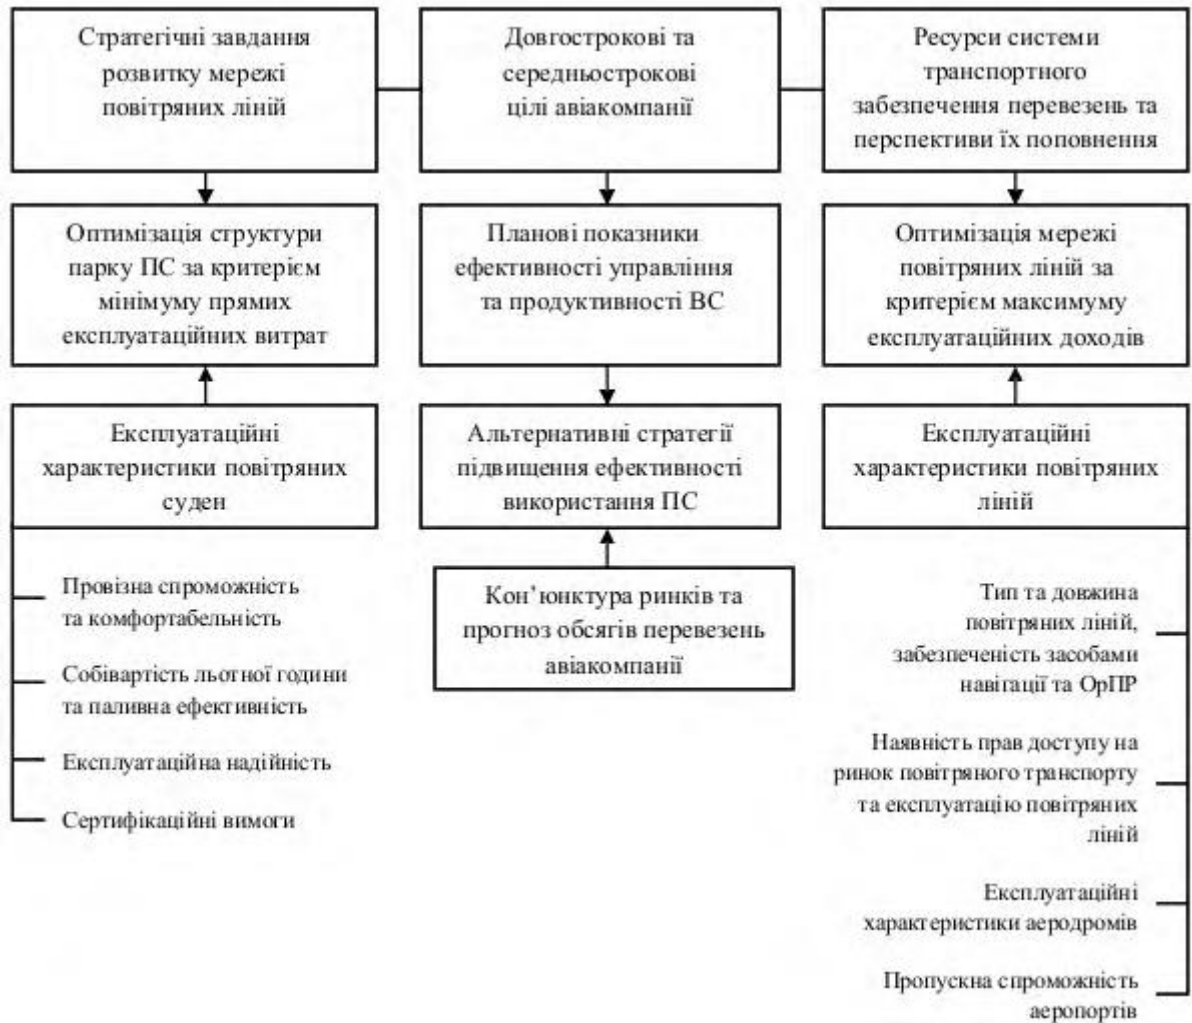 Стратегічні завдання
розвитку мережі
повітряних ліній
Довгострокові та
середньострокові
цілі авіакомпанії
Ресурси системи
транспортного
забезпечення перевезень та
перспективи їх поповнення
Оптимізація структури
парку ПС за критерієм
мінімуму прямих
експлуатаційних витрат
Планові показники
ефективності управління
та продуктивності ВС
Оптимізація мережі
повітряних ліній за
критерієм максимуму
експлуатаційних доходів
Експлуатаційні
характеристики повітряних
суден
Альтернативні стратегії
підвищення ефективності
використання ПС
Експлуатаційні
характеристики повітряних
ліній
Кон’юнктура ринків та
прогноз обсягів перевезень
авіакомпанії
Провізна спроможність
та комфортабельність
Собівартість льотної години
та паливна ефективність
Експлуатаційна надійність
Сертифікаційні вимоги
Тип та довжина
повітряних ліній,
забезпеченість засобами
навігації та ОрПР
Наявність прав доступу на
ринок повітряного транспорту
та експлуатацію повітряних
ліній
Експлуатаційні
характеристики аеродромів
Пропускна спроможність
аеропортів